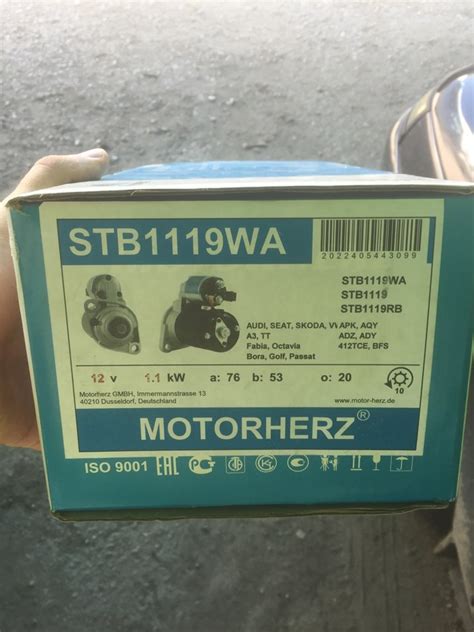 STB1119WA
2022405443099
STB1119WA
STB1119
STB1119RB
AUDI, SEAT, SKODA, VW APK, AQY
A3, TT ADZ, ADY
Fabia, Octavia 412TCE, BFS
Bora, Golf, Passat
12 v 1.1 kW a: 76 b: 53 o: 20
10
Motorherz GMBH, Immermannstrasse 13
40210 Dusseldorf, Deutschland
www.motor-herz.de
MOTORHERZ®
ISO 9001 EAC